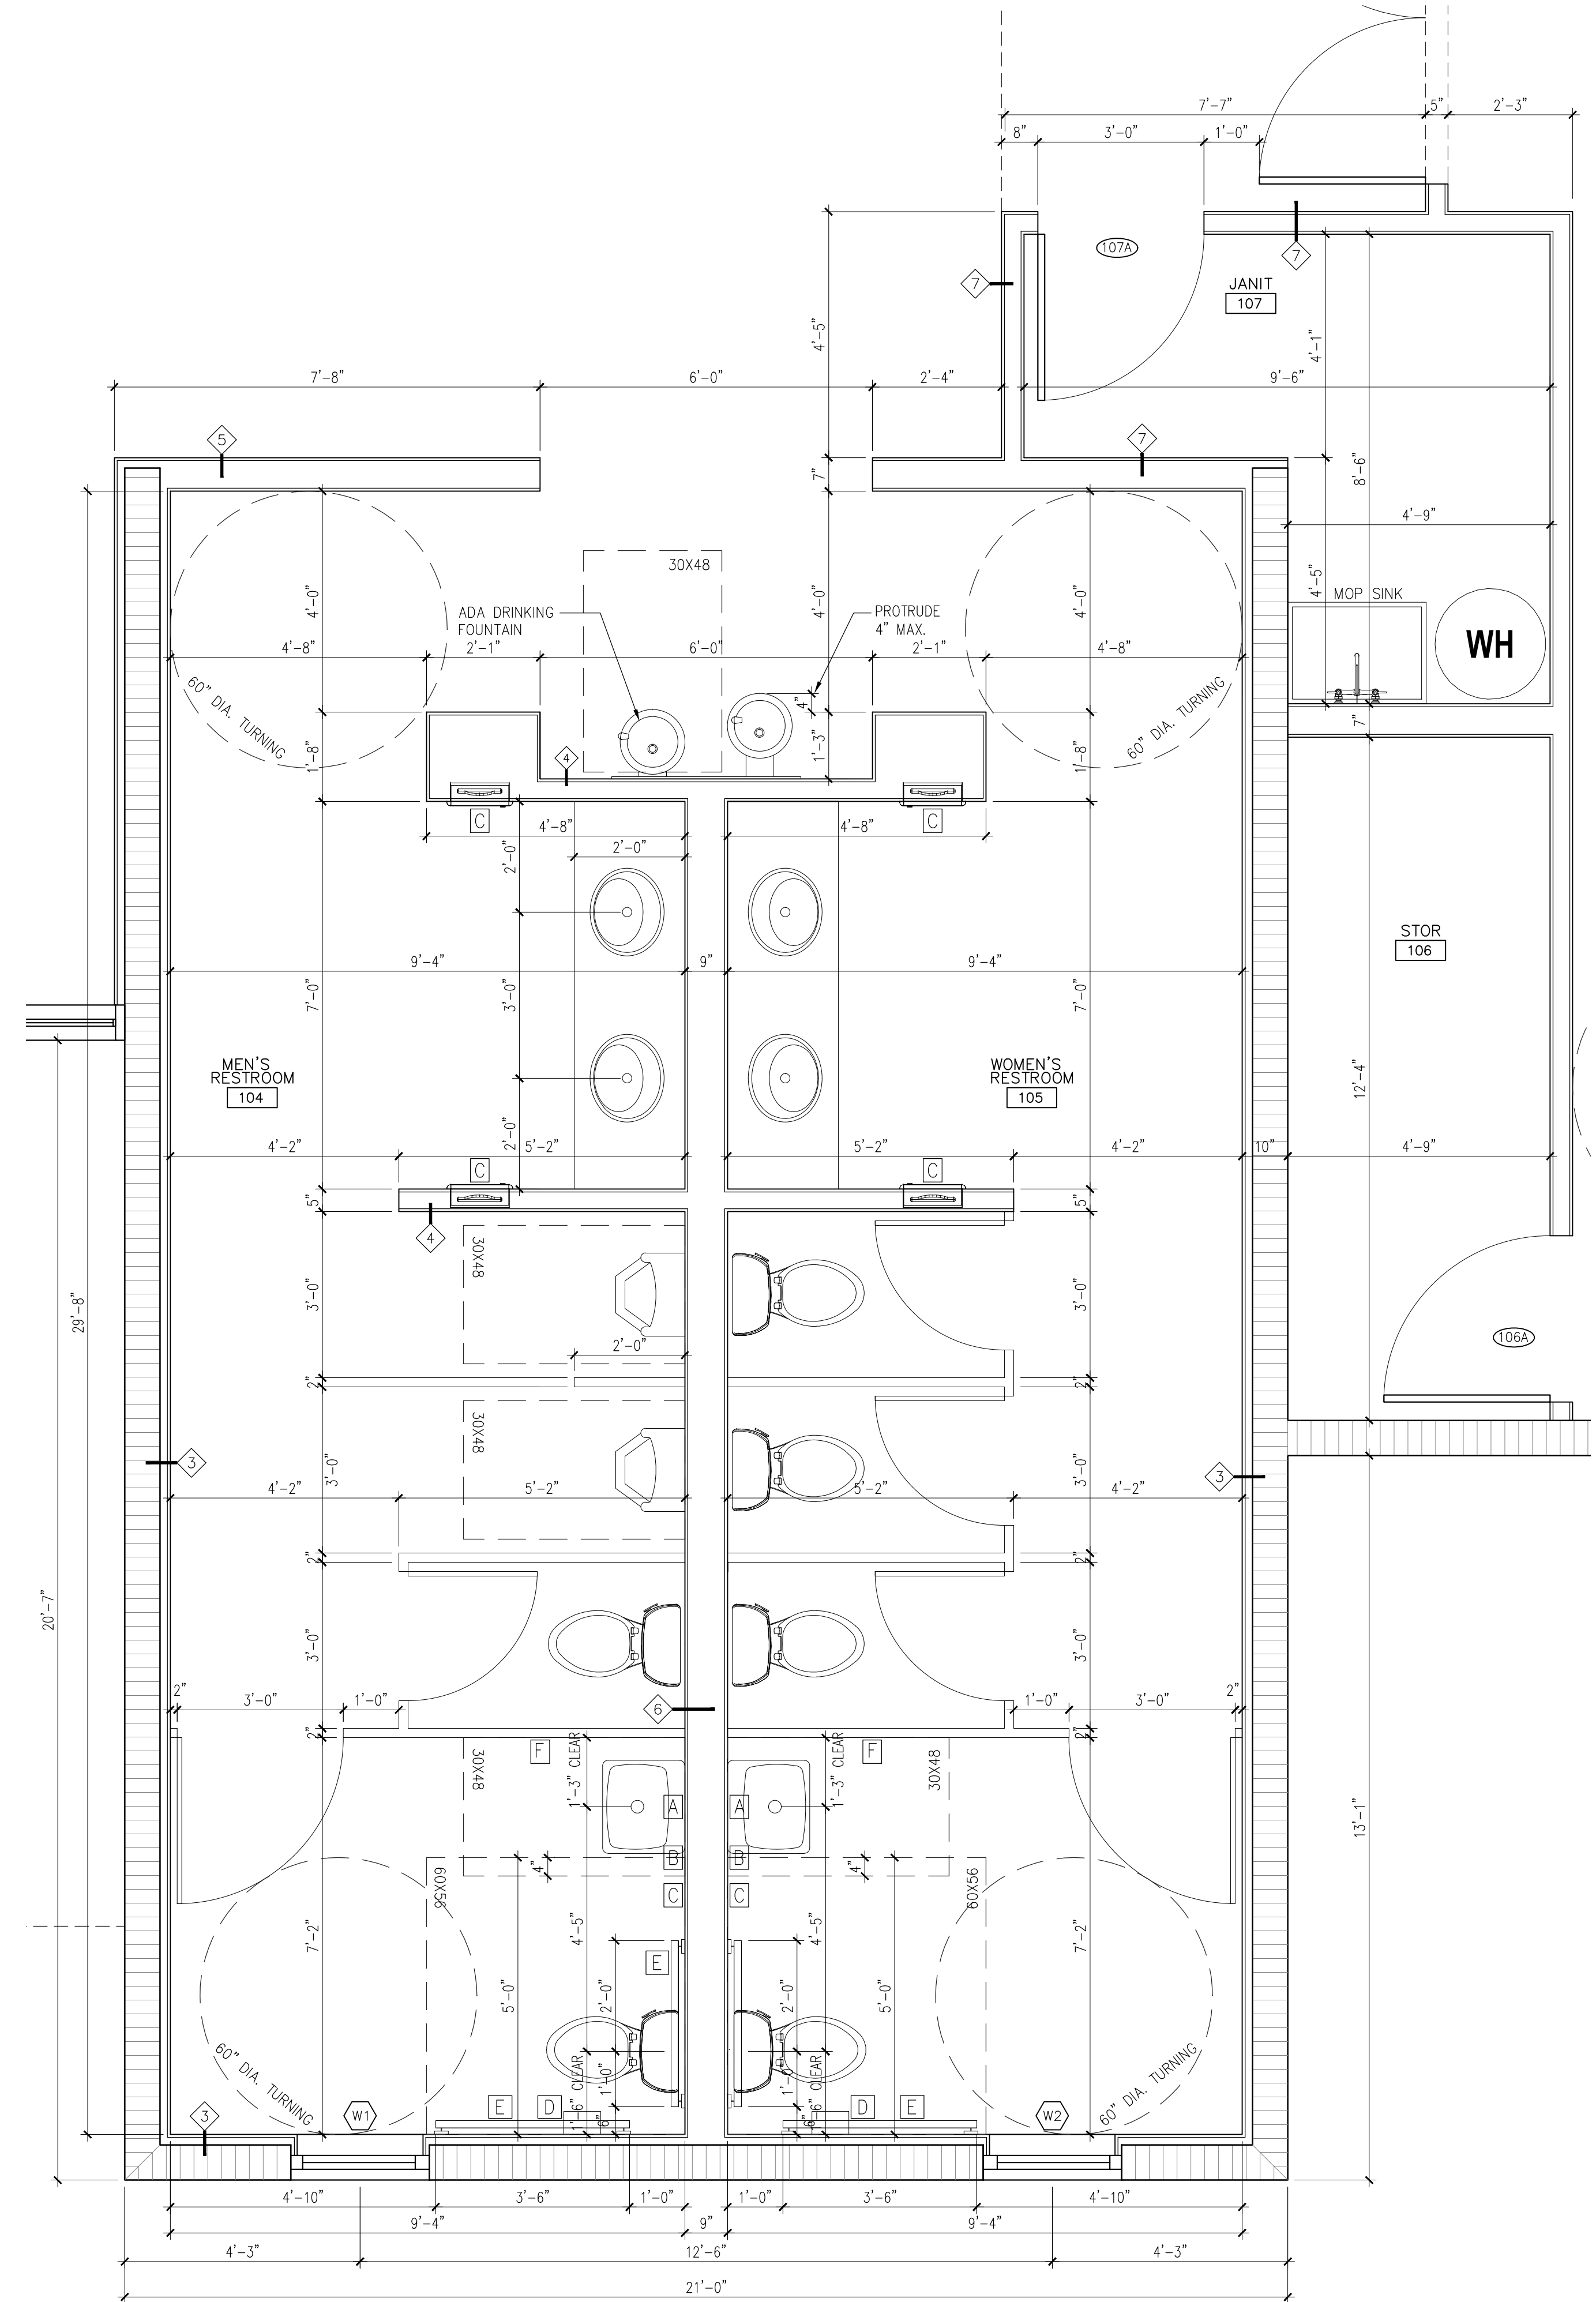 7'-7" 5" 2'-3"
8" 3'-0" 1'-0"
107A
7
7
JANIT
107
4'-5"
4'-1"
7'-8" 6'-0" 2'-4" 9'-6"
5
7
7"
8'-6"
4'-9"
30X48
4'-0"
4'-0"
4'-0"
4'-5"
MOP SINK
ADA DRINKING
FOUNTAIN
PROTRUDE
4" MAX.
WH
4'-8" 2'-1" 6'-0" 2'-1" 4'-8"
60" DIA. TURNING
60" DIA. TURNING
4"
7"
1'-8"
4
1'-3"
1'-8"
C
C
4'-8" 4'-8"
2'-0"
2'-0"
STOR
106
9'-4" 9" 9'-4"
7'-0"
3'-0"
7'-0"
MEN'S
RESTROOM
104
WOMEN'S
RESTROOM
105
12'-4"
2'-0"
4'-2" 5'-2" 5'-2" 4'-2" 10" 4'-9"
C
C
5"
5"
4
30X48
29'-8"
3'-0"
3'-0"
106A
2'-0"
2"
2"
30X48
3
3
3'-0"
3'-0"
4'-2" 5'-2" 5'-2" 4'-2"
2"
2"
20'-7"
3'-0"
3'-0"
2" 3'-0" 1'-0" 1'-0" 3'-0" 2"
6
2"
2"
30X48
F
1'-3" CLEAR
1'-3" CLEAR
F
30X48
A
A
13'-1"
B
B
4"
4"
60X56
C
C
60X56
7'-2"
4'-5"
4'-5"
7'-2"
E
5'-0"
2'-0"
2'-0"
5'-0"
60" DIA. TURNING
60" DIA. TURNING
1'-6" CLEAR
1'-0"
1'-0"
1'-6" CLEAR
3
W1
E
D
6"
6"
D
E
W2
4'-10" 3'-6" 1'-0" 1'-0" 3'-6" 4'-10"
9'-4" 9" 9'-4"
4'-3" 12'-6" 4'-3"
21'-0"